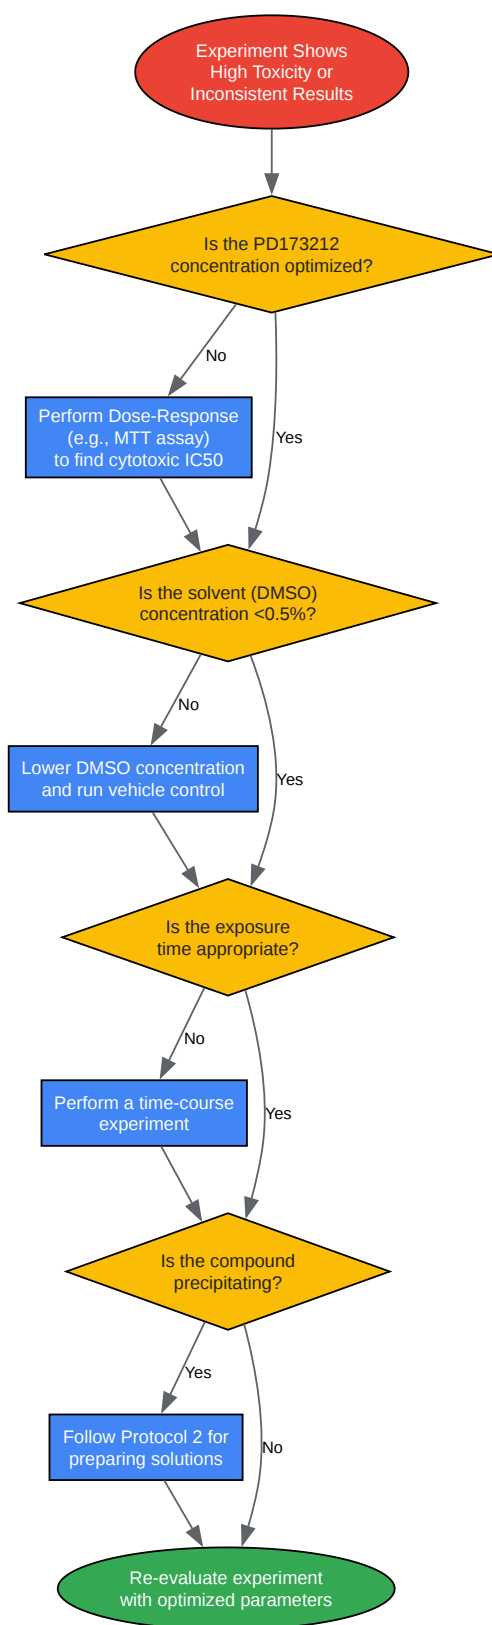 Experiment Shows
High Toxicity or
Inconsistent Results
Is the PD173212
concentration optimized?
No
Perform Dose-Response
(e.g., MTT assay)
to find cytotoxic IC50
Yes
Is the solvent (DMSO)
concentration <0.5%?
No
Lower DMSO concentration
and run vehicle control
Yes
Is the exposure
time appropriate?
No
Perform a time-course
experiment
Yes
Is the compound
precipitating?
Yes
Follow Protocol 2 for
preparing solutions
No
Re-evaluate experiment
with optimized parameters